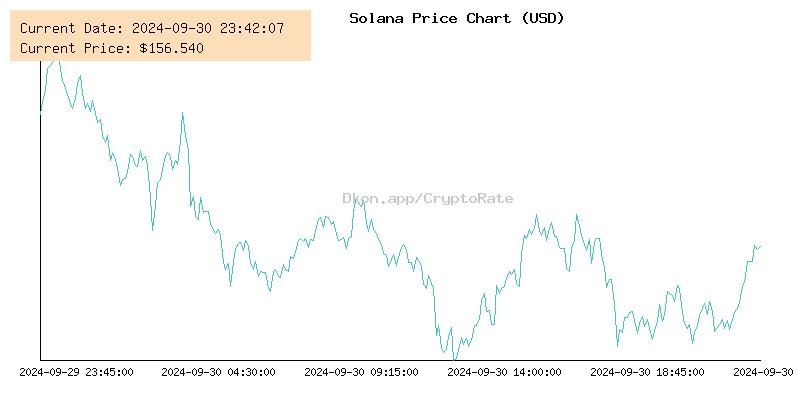 Solana Price Chart (USD)
Current Date: 2024-09-30 23:42:07
Current Price: $156.540
Dkon.app/CryptoRate
2024-09-29 23:45:00
2024-09-30 04:30:00
2024-09-30 09:15:00
2024-09-30 14:00:00
2024-09-30 18:45:00
2024-09-30